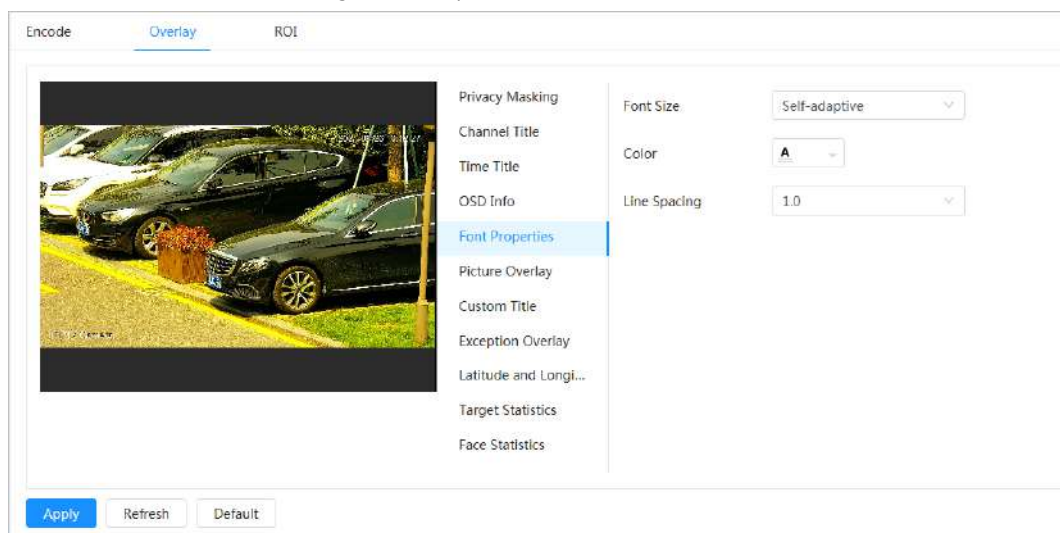 Encode Overlay ROI
Privacy Masking
Channel Title
Time Title
OSD Info
Font Properties
Picture Overlay
Custom Title
Exception Overlay
Latitude and Longi...
Target Statistics
Face Statistics
Font Size Self-adaptive
Color A
Line Spacing 1.0
Apply Refresh Default